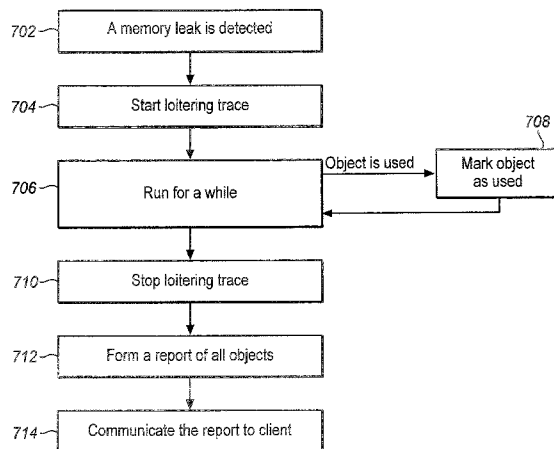 702
A memory leak is detected
704
Start loitering trace
706
Run for a while
Object is used
708
Mark object
as used
710
Stop loitering trace
712
Form a report of all objects
714
Communicate the report to client